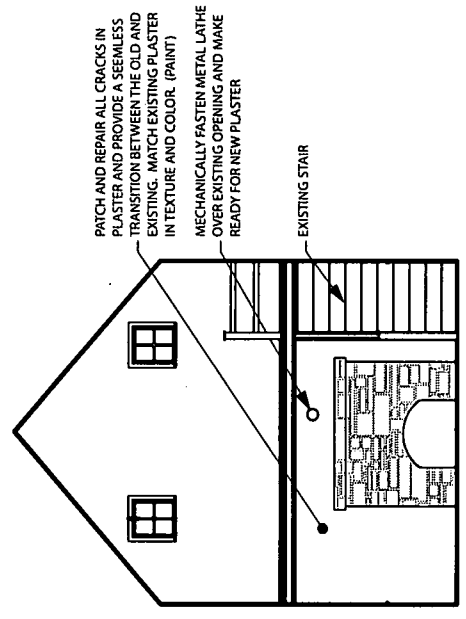 PATCH AND REPAIR ALL CRACKS IN
PLASTER AND PROVIDE A SEEMLESS
TRANSITION BETWEEN THE OLD AND
EXISTING. MATCH EXISTING PLASTER
IN TEXTURE AND COLOR. (PAINT)
MECHANICALLY FASTEN METAL LATHE
OVER EXISTING OPENING AND MAKE
READY FOR NEW PLASTER
EXISTING STAIR